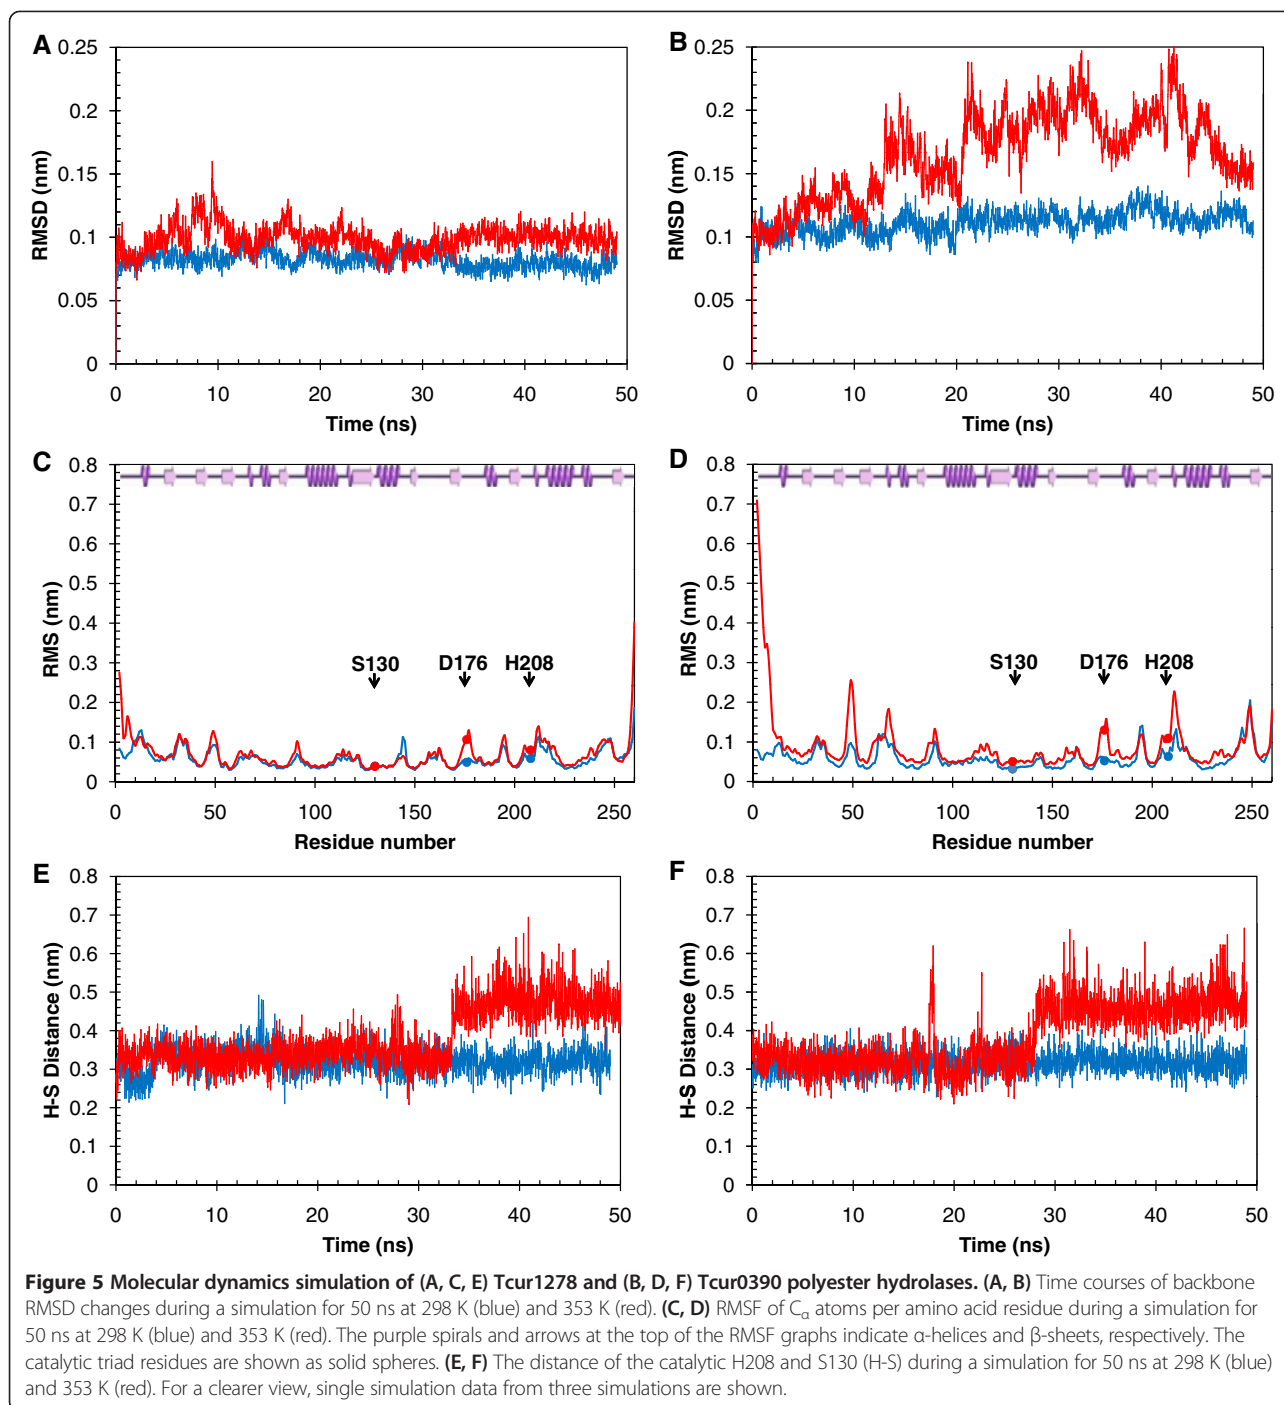 A
0.25
0.2
0.15
0.1
0.05
0
RMSD (nm)
0 10 20 30 40 50
Time (ns)
B
0.25
0.2
0.15
0.1
0.05
0
RMSD (nm)
0 10 20 30 40 50
Time (ns)
C
0.8
0.7
0.6
0.5
0.4
0.3
0.2
0.1
0
RMS (nm)
S130 D176 H208
0 50 100 150 200 250
Residue number
D
0.8
0.7
0.6
0.5
0.4
0.3
0.2
0.1
0
RMS (nm)
S130 D176 H208
0 50 100 150 200 250
Residue number
E
0.8
0.7
0.6
0.5
0.4
0.3
0.2
0.1
0
H-S Distance (nm)
0 10 20 30 40 50
Time (ns)
F
0.8
0.7
0.6
0.5
0.4
0.3
0.2
0.1
0
H-S Distance (nm)
0 10 20 30 40 50
Time (ns)
Figure 5 Molecular dynamics simulation of (A, C, E) Tcur1278 and (B, D, F) Tcur0390 polyester hydrolases. (A, B) Time courses of backbone
RMSD changes during a simulation for 50 ns at 298 K (blue) and 353 K (red). (C, D) RMSF of Cα atoms per amino acid residue during a simulation for
50 ns at 298 K (blue) and 353 K (red). The purple spirals and arrows at the top of the RMSF graphs indicate α-helices and β-sheets, respectively. The
catalytic triad residues are shown as solid spheres. (E, F) The distance of the catalytic H208 and S130 (H-S) during a simulation for 50 ns at 298 K (blue)
and 353 K (red). For a clearer view, single simulation data from three simulations are shown.